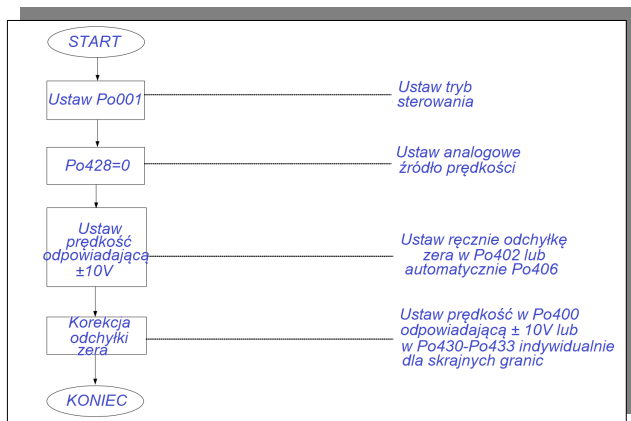 START
Ustaw Po001
Ustaw tryb
sterowania
Po428=0
Ustaw analogowe
źródło prędkości
Ustaw
prędkość
odpowiadającą
±10V
Ustaw ręcznie odchyłkę
zera w Po402 lub
automatycznie Po406
Korekcja
odchyłki
zera
Ustaw prędkość w Po400
odpowiadającą ± 10V lub
w Po430-Po433 indywidualnie
dla skrajnych granic
KONIEC